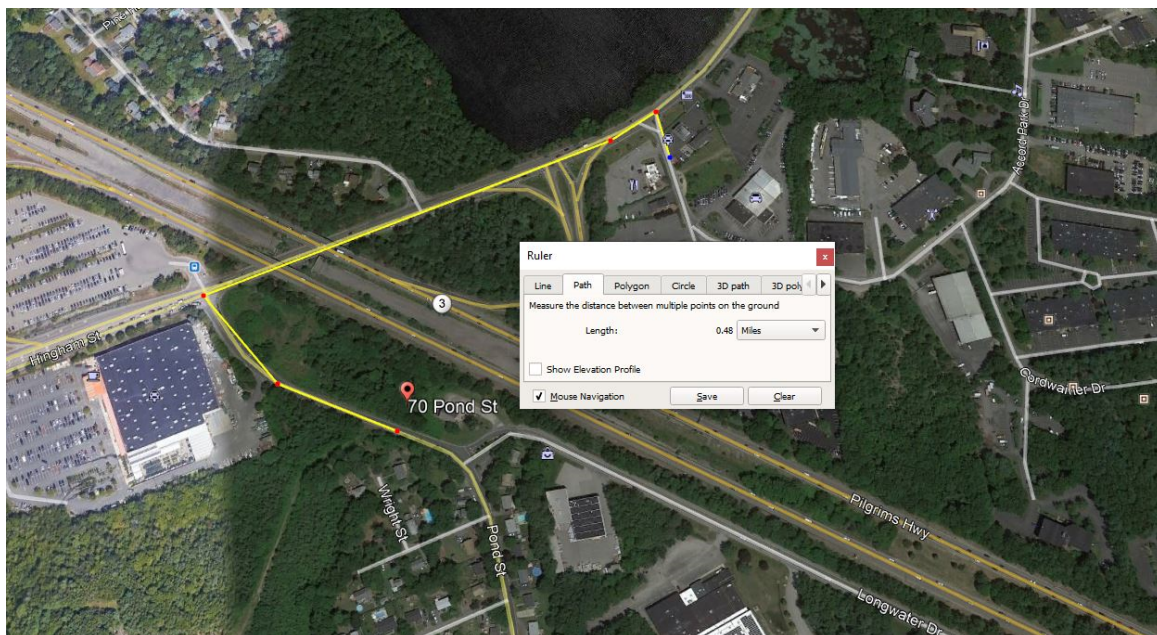 Ruler
x
Line
Path
Polygon
Circle
3D path
Measure the distance between multiple points on the ground
Length:
0.48
Miles
Show Elevation Profile
Mouse Navigation
Save
Clear
3
Hingham St
70 Pond St
Wright St
Pond St
Accord Park Dr
Cordwainer Dr
Pilgrims Hwy
Longwater Dr